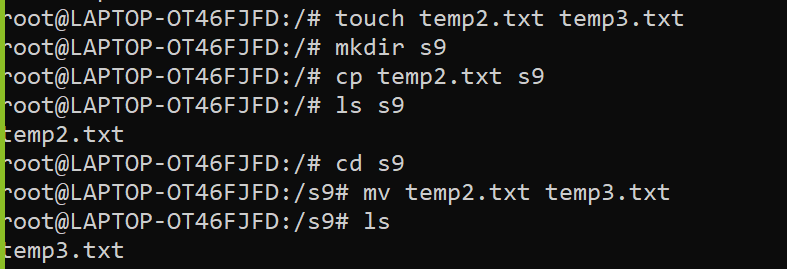 root@LAPTOP-OT46FJFD:/# touch temp2.txt temp3.txt
root@LAPTOP-OT46FJFD:/# mkdir s9
root@LAPTOP-OT46FJFD:/# cp temp2.txt s9
root@LAPTOP-OT46FJFD:/# ls s9
temp2.txt
root@LAPTOP-OT46FJFD:/# cd s9
root@LAPTOP-OT46FJFD:/s9# mv temp2.txt temp3.txt
root@LAPTOP-OT46FJFD:/s9# ls
temp3.txt